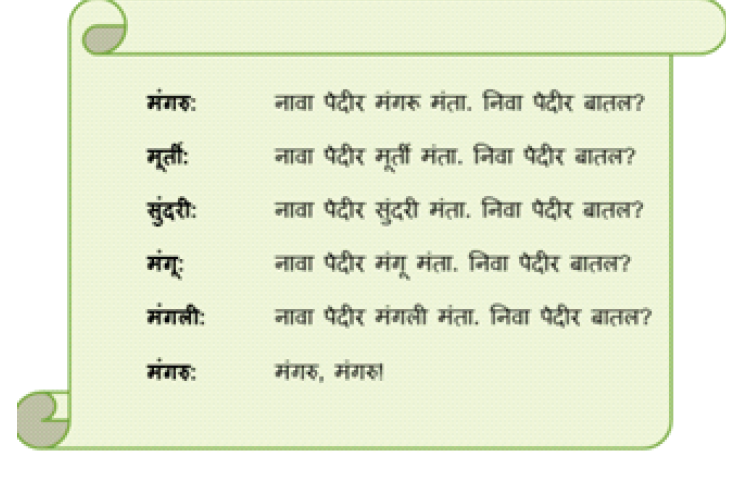 मंगरु: नावा पेदीर मंगरू मंता. निवा पेदीर बातल?
मूर्ती: नावा पेदीर मूर्ती मंता. निवा पेदीर बातल?
सुंदरी: नावा पेदीर सुंदरी मंता. निवा पेदीर बातल?
मंगू: नावा पेदीर मंगू मंता. निवा पेदीर बातल?
मंगली: नावा पेदीर मंगली मंता. निवा पेदीर बातल?
मंगरु: मंगरु, मंगरु!